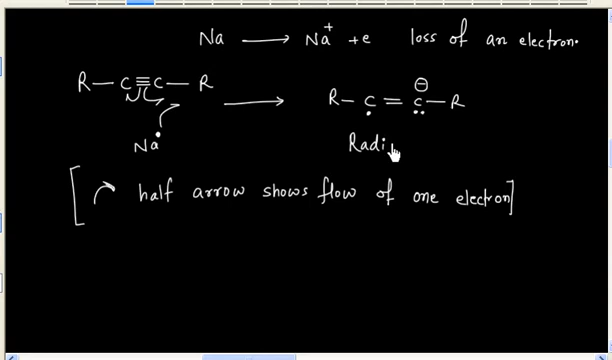 Na → Na⁺ + e loss of an electron.
R — C ≡ C — R → R — C = C — R
⊖
Na
Radi
[ half arrow shows flow of one electron]